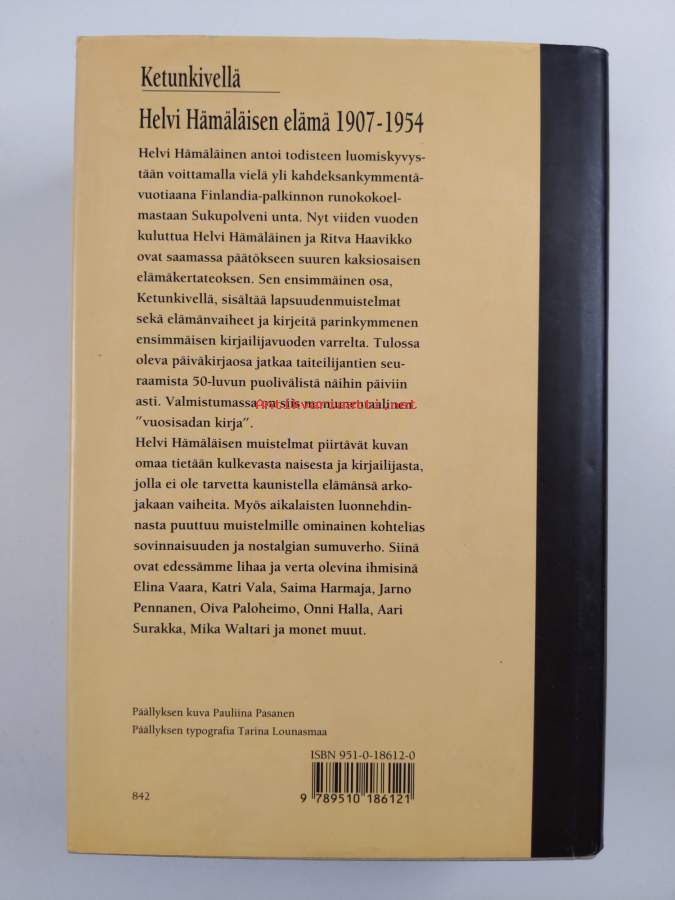 Ketunkivellä
Helvi Hämäläisen elämä 1907-1954
Helvi Hämäläinen antoi todisteen luomiskyvys-
tään voittamalla vielä yli kahdeksankymmentä-
vuotiaana Finlandia-palkinnon runokokoel-
mastaan Sukupolveni unta. Nyt viiden vuoden
kuluttua Helvi Hämäläinen ja Ritva Haavikko
ovat saamassa päätökseen suuren kaksiosaisen
elämäkertateoksen. Sen ensimmäinen osa,
Ketunkivellä, sisältää lapsuudenmuistelmat
sekä elämänvaiheet ja kirjeitä parinkymmenen
ensimmäisen kirjailijavuoden varrelta. Tulossa
oleva päiväkirjaosa jatkaa taiteilijantien seu-
raamista 50-luvun puolivälistä näihin päiviin
asti. Valmistumassa on siis monumentaalinen
Antikvariaatti.net
"vuosisadan kirja".
Helvi Hämäläisen muistelmat piirtävät kuvan
omaa tietään kulkevasta naisesta ja kirjailijasta,
jolla ei ole tarvetta kaunistella elämänsä arko-
jakaan vaiheita. Myös aikalaisten luonnehdin-
nasta puuttuu muistelmille ominainen kohtelias
sovinnaisuuden ja nostalgian sumuverho. Siinä
ovat edessämme lihaa ja verta olevina ihmisinä
Elina Vaara, Katri Vala, Saima Harmaja, Jarno
Pennanen, Oiva Paloheimo, Onni Halla, Aari
Surakka, Mika Waltari ja monet muut.
Päällyksen kuva Pauliina Pasanen
Päällyksen typografia Tarina Lounasmaa
ISBN 951-0-18612-0
842
9 789510 186121